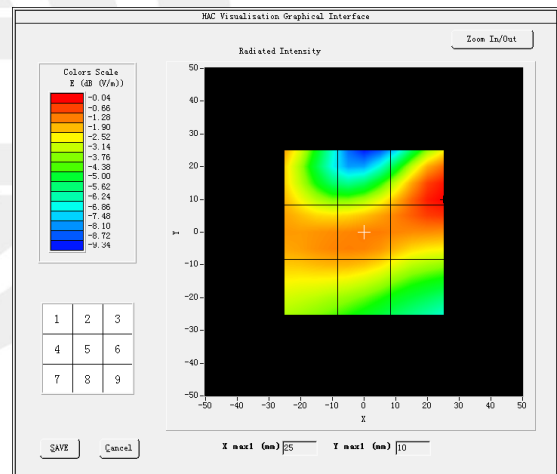 HAC Visualisation Graphical Interface
Zoom In/Out
Radiated Intensity
Colors Scale
E (dB (V/m))
-0.04
-0.66
-1.28
-1.90
-2.52
-3.14
-3.76
-4.38
-5.00
-5.62
-6.24
-6.86
-7.48
-8.10
-8.72
-9.34
50
40
30
20
10
0
-10
-20
-30
-40
-50
Y
-50 -40 -30 -20 -10 0 10 20 30 40 50
X
1 2 3
4 5 6
7 8 9
SAVE Cancel X max1 (mm) 25 Y max1 (mm) 10